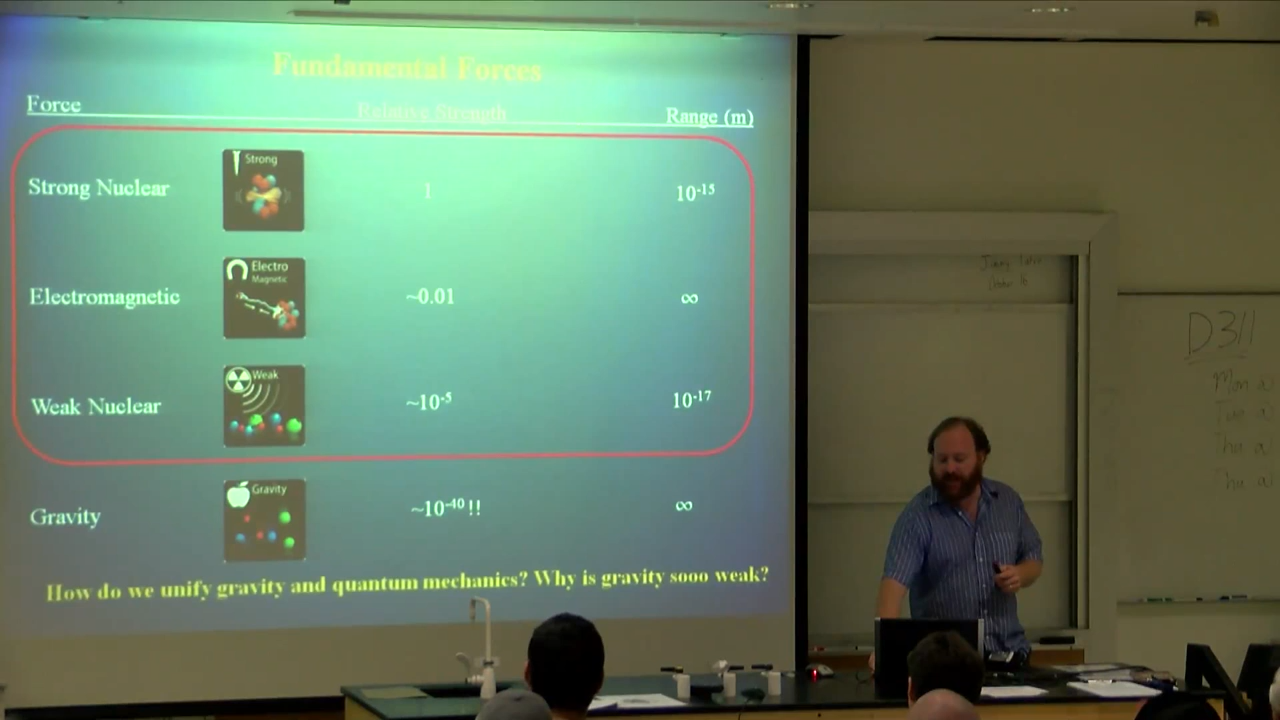 Fundamental Forces
Force Relative Strength Range (m)
Strong Nuclear Strong 1 10⁻¹⁵
Electromagnetic Electro Magnetic ~0.01 ∞
Weak Nuclear Weak ~10⁻⁵ 10⁻¹⁷
Gravity Gravity ~10⁻⁴⁰ !! ∞
How do we unify gravity and quantum mechanics? Why is gravity sooo weak?
D311
Mon